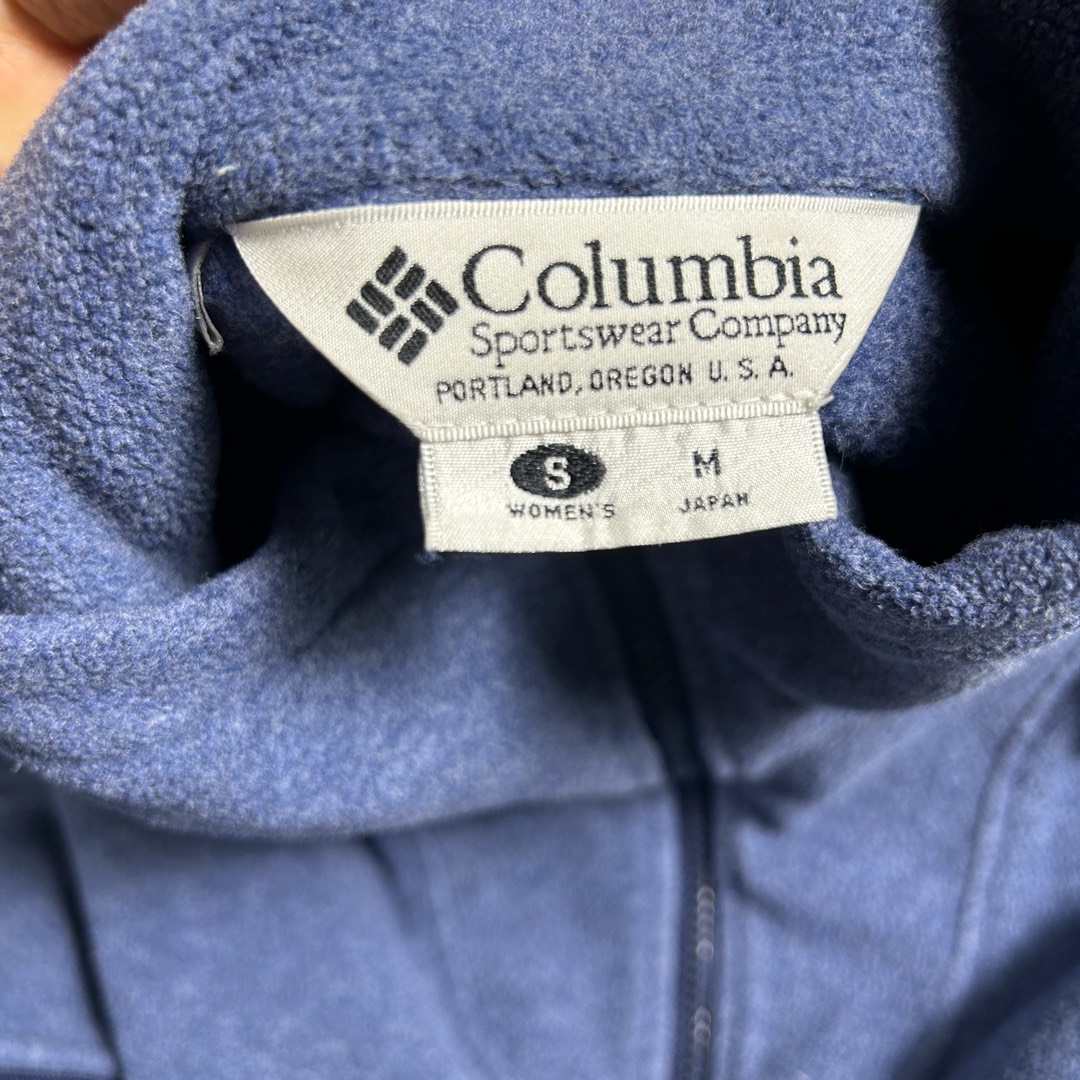 Columbia
Sportswear Company
PORTLAND, OREGON U. S. A.
S M
WOMEN'S JAPAN